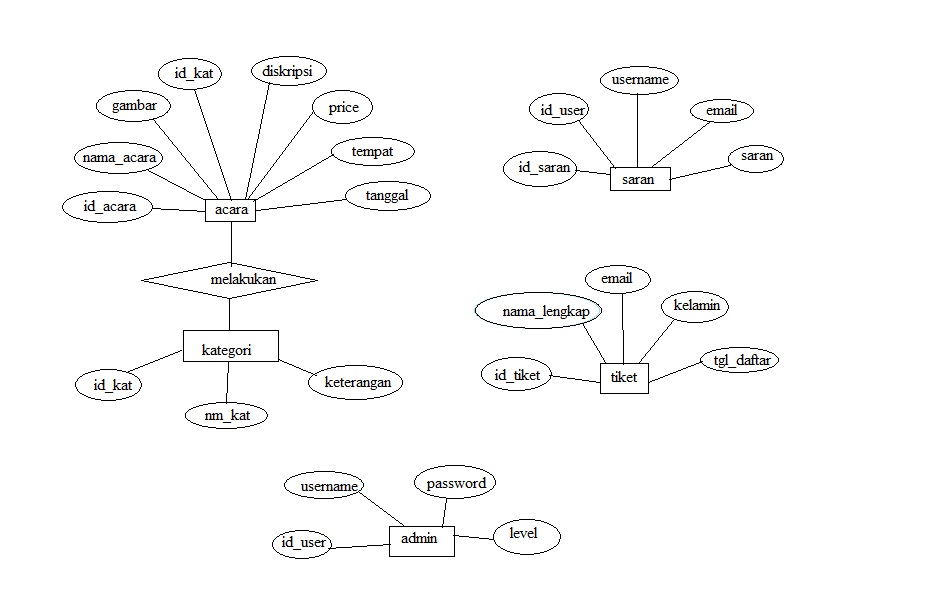 id_kat
diskripsi
gambar
price
nama_acara
tempat
id_acara
tanggal
acara
melakukan
kategori
id_kat
nm_kat
keterangan
username
id_user
email
id_saran
saran
saran
email
nama_lengkap
kelamin
id_tiket
tgl_daftar
tiket
username
password
id_user
level
admin